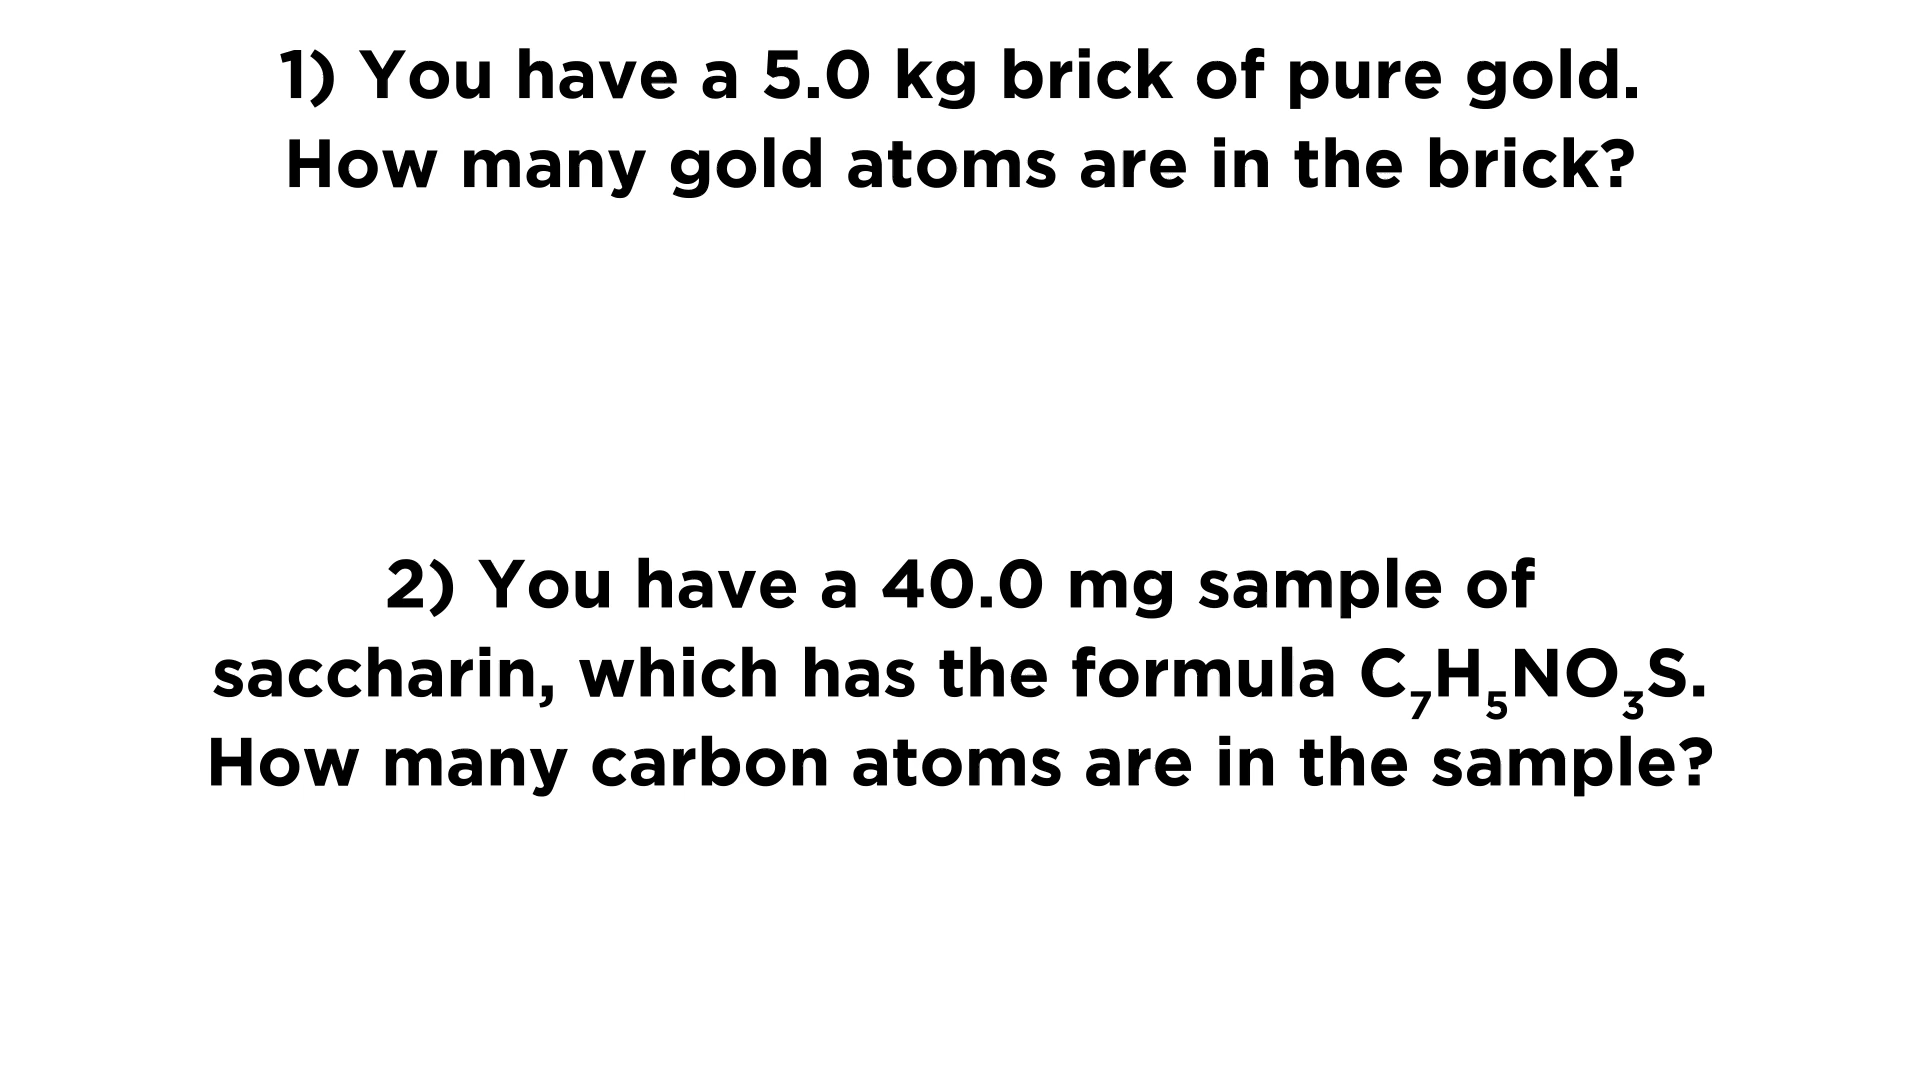 1) You have a 5.0 kg brick of pure gold.
How many gold atoms are in the brick?
2) You have a 40.0 mg sample of
saccharin, which has the formula C₇H₅NO₃S.
How many carbon atoms are in the sample?